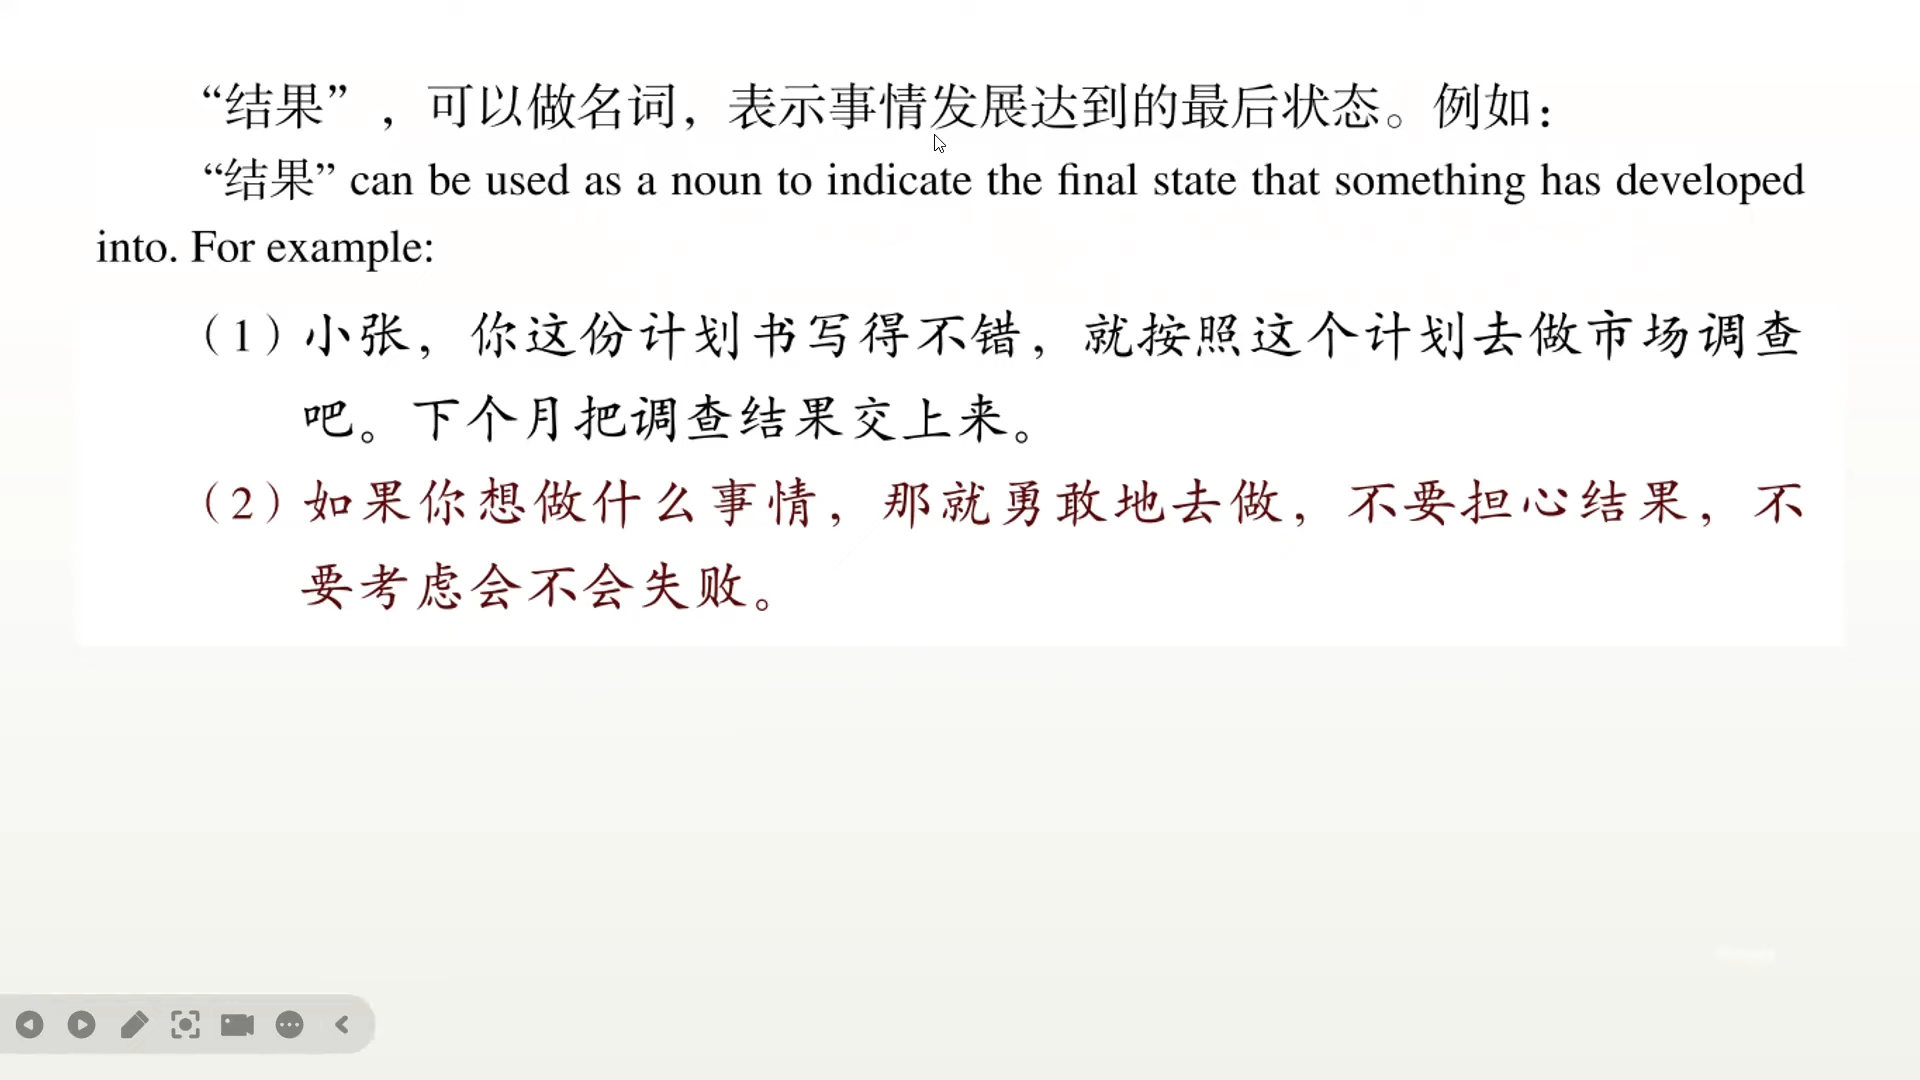 “结果”，可以做名词，表示事情发展达到的最后状态。例如：
“结果” can be used as a noun to indicate the final state that something has developed
into. For example:
（1）小张，你这份计划书写得不错，就按照这个计划去做市场调查
吧。下个月把调查结果交上来。
（2）如果你想做什么事情，那就勇敢地去做，不要担心结果，不
要考虑会不会失败。